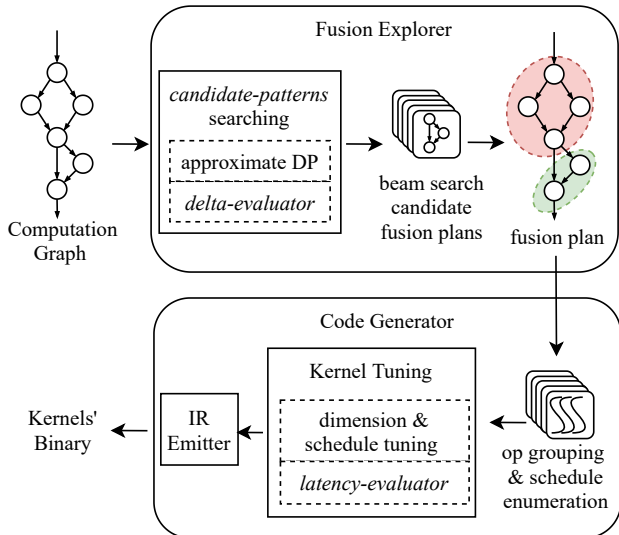 Fusion Explorer
candidate-patterns
searching
approximate DP
delta-evaluator
beam search
candidate
fusion plans
fusion plan
Computation
Graph
Code Generator
Kernel Tuning
dimension &
schedule tuning
latency-evaluator
IR
Emitter
Kernels'
Binary
op grouping
& schedule
enumeration